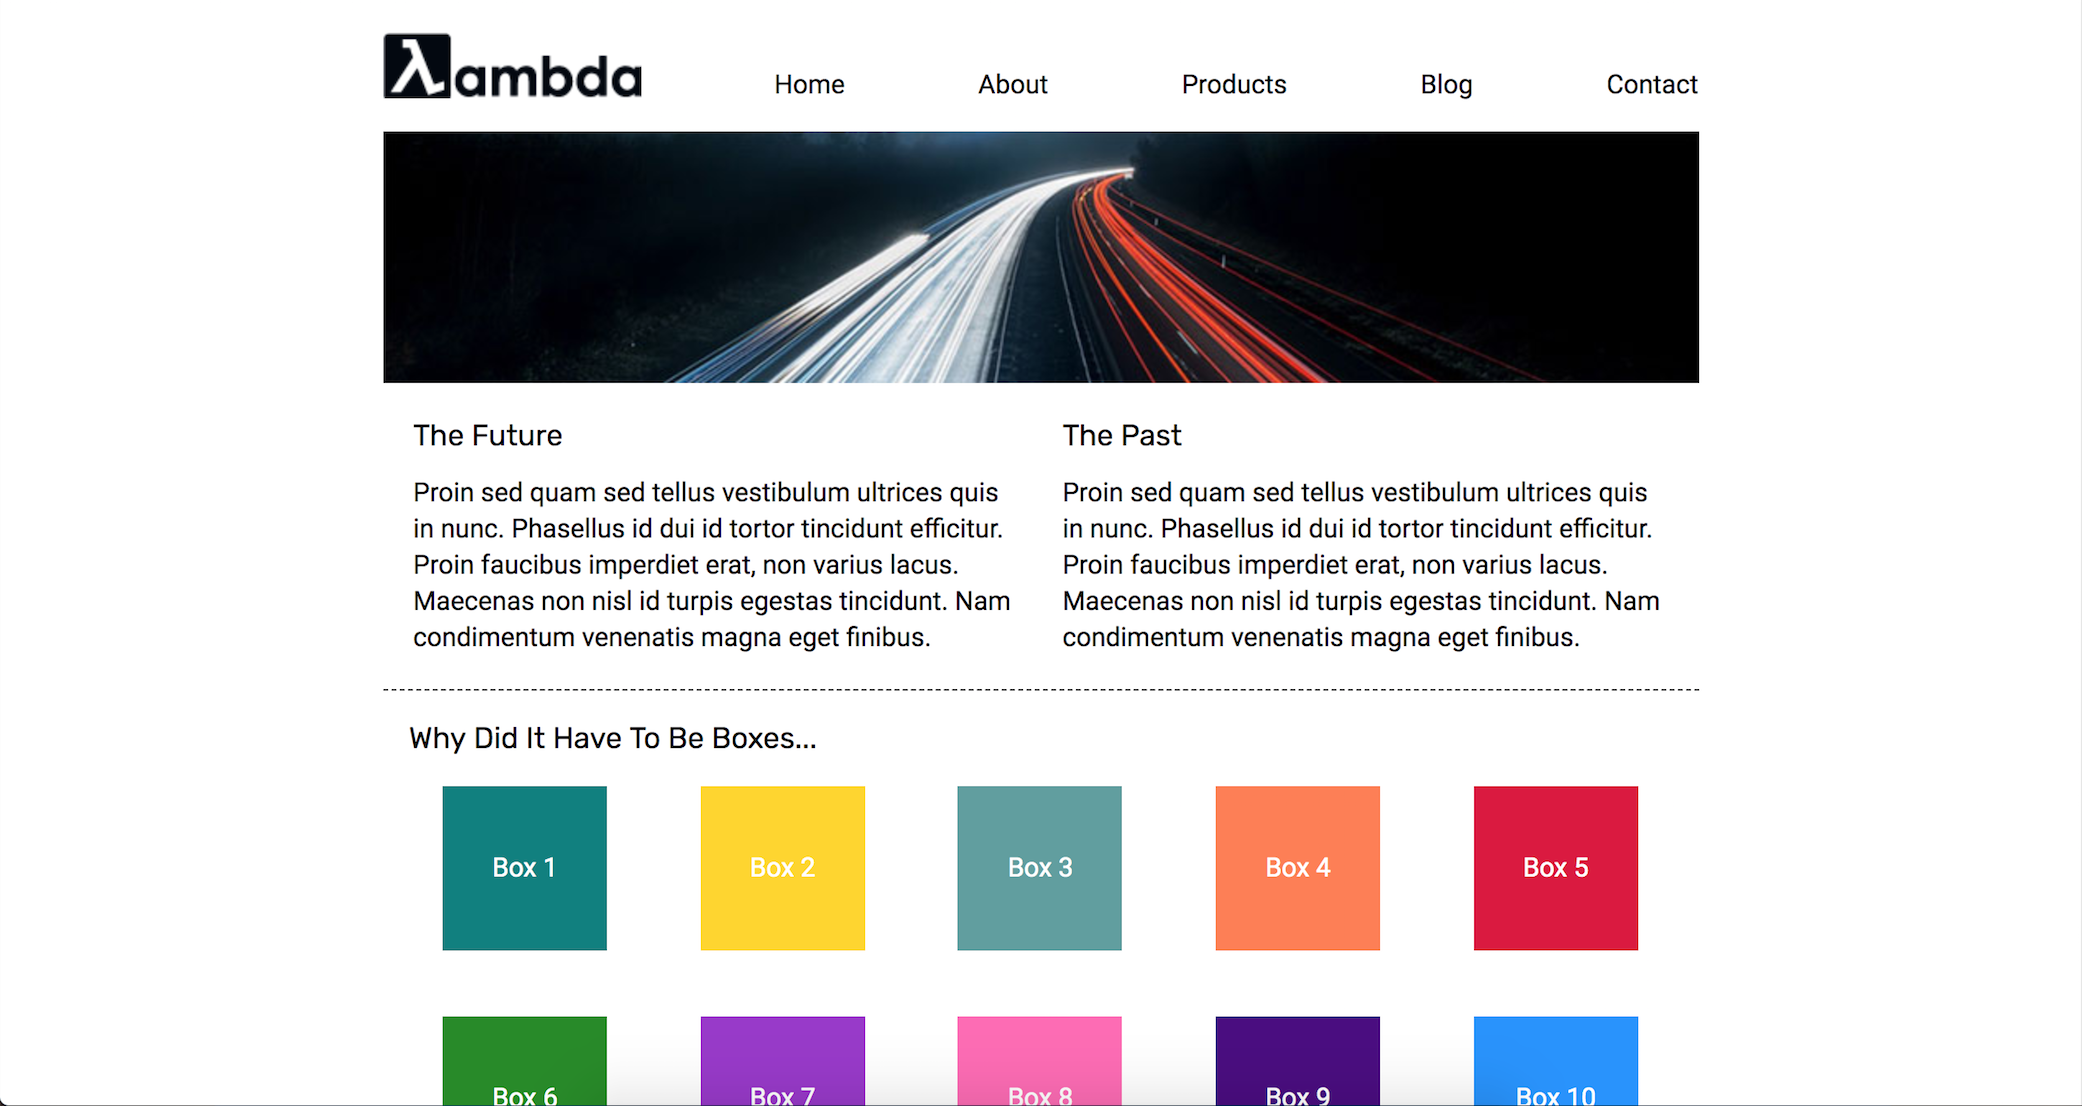 λambda
Home About Products Blog Contact
The Future
Proin sed quam sed tellus vestibulum ultrices quis
in nunc. Phasellus id dui id tortor tincidunt efficitur.
Proin faucibus imperdiet erat, non varius lacus.
Maecenas non nisl id turpis egestas tincidunt. Nam
condimentum venenatis magna eget finibus.
The Past
Proin sed quam sed tellus vestibulum ultrices quis
in nunc. Phasellus id dui id tortor tincidunt efficitur.
Proin faucibus imperdiet erat, non varius lacus.
Maecenas non nisl id turpis egestas tincidunt. Nam
condimentum venenatis magna eget finibus.
Why Did It Have To Be Boxes...
Box 1 Box 2 Box 3 Box 4 Box 5
Box 6 Box 7 Box 8 Box 9 Box 10